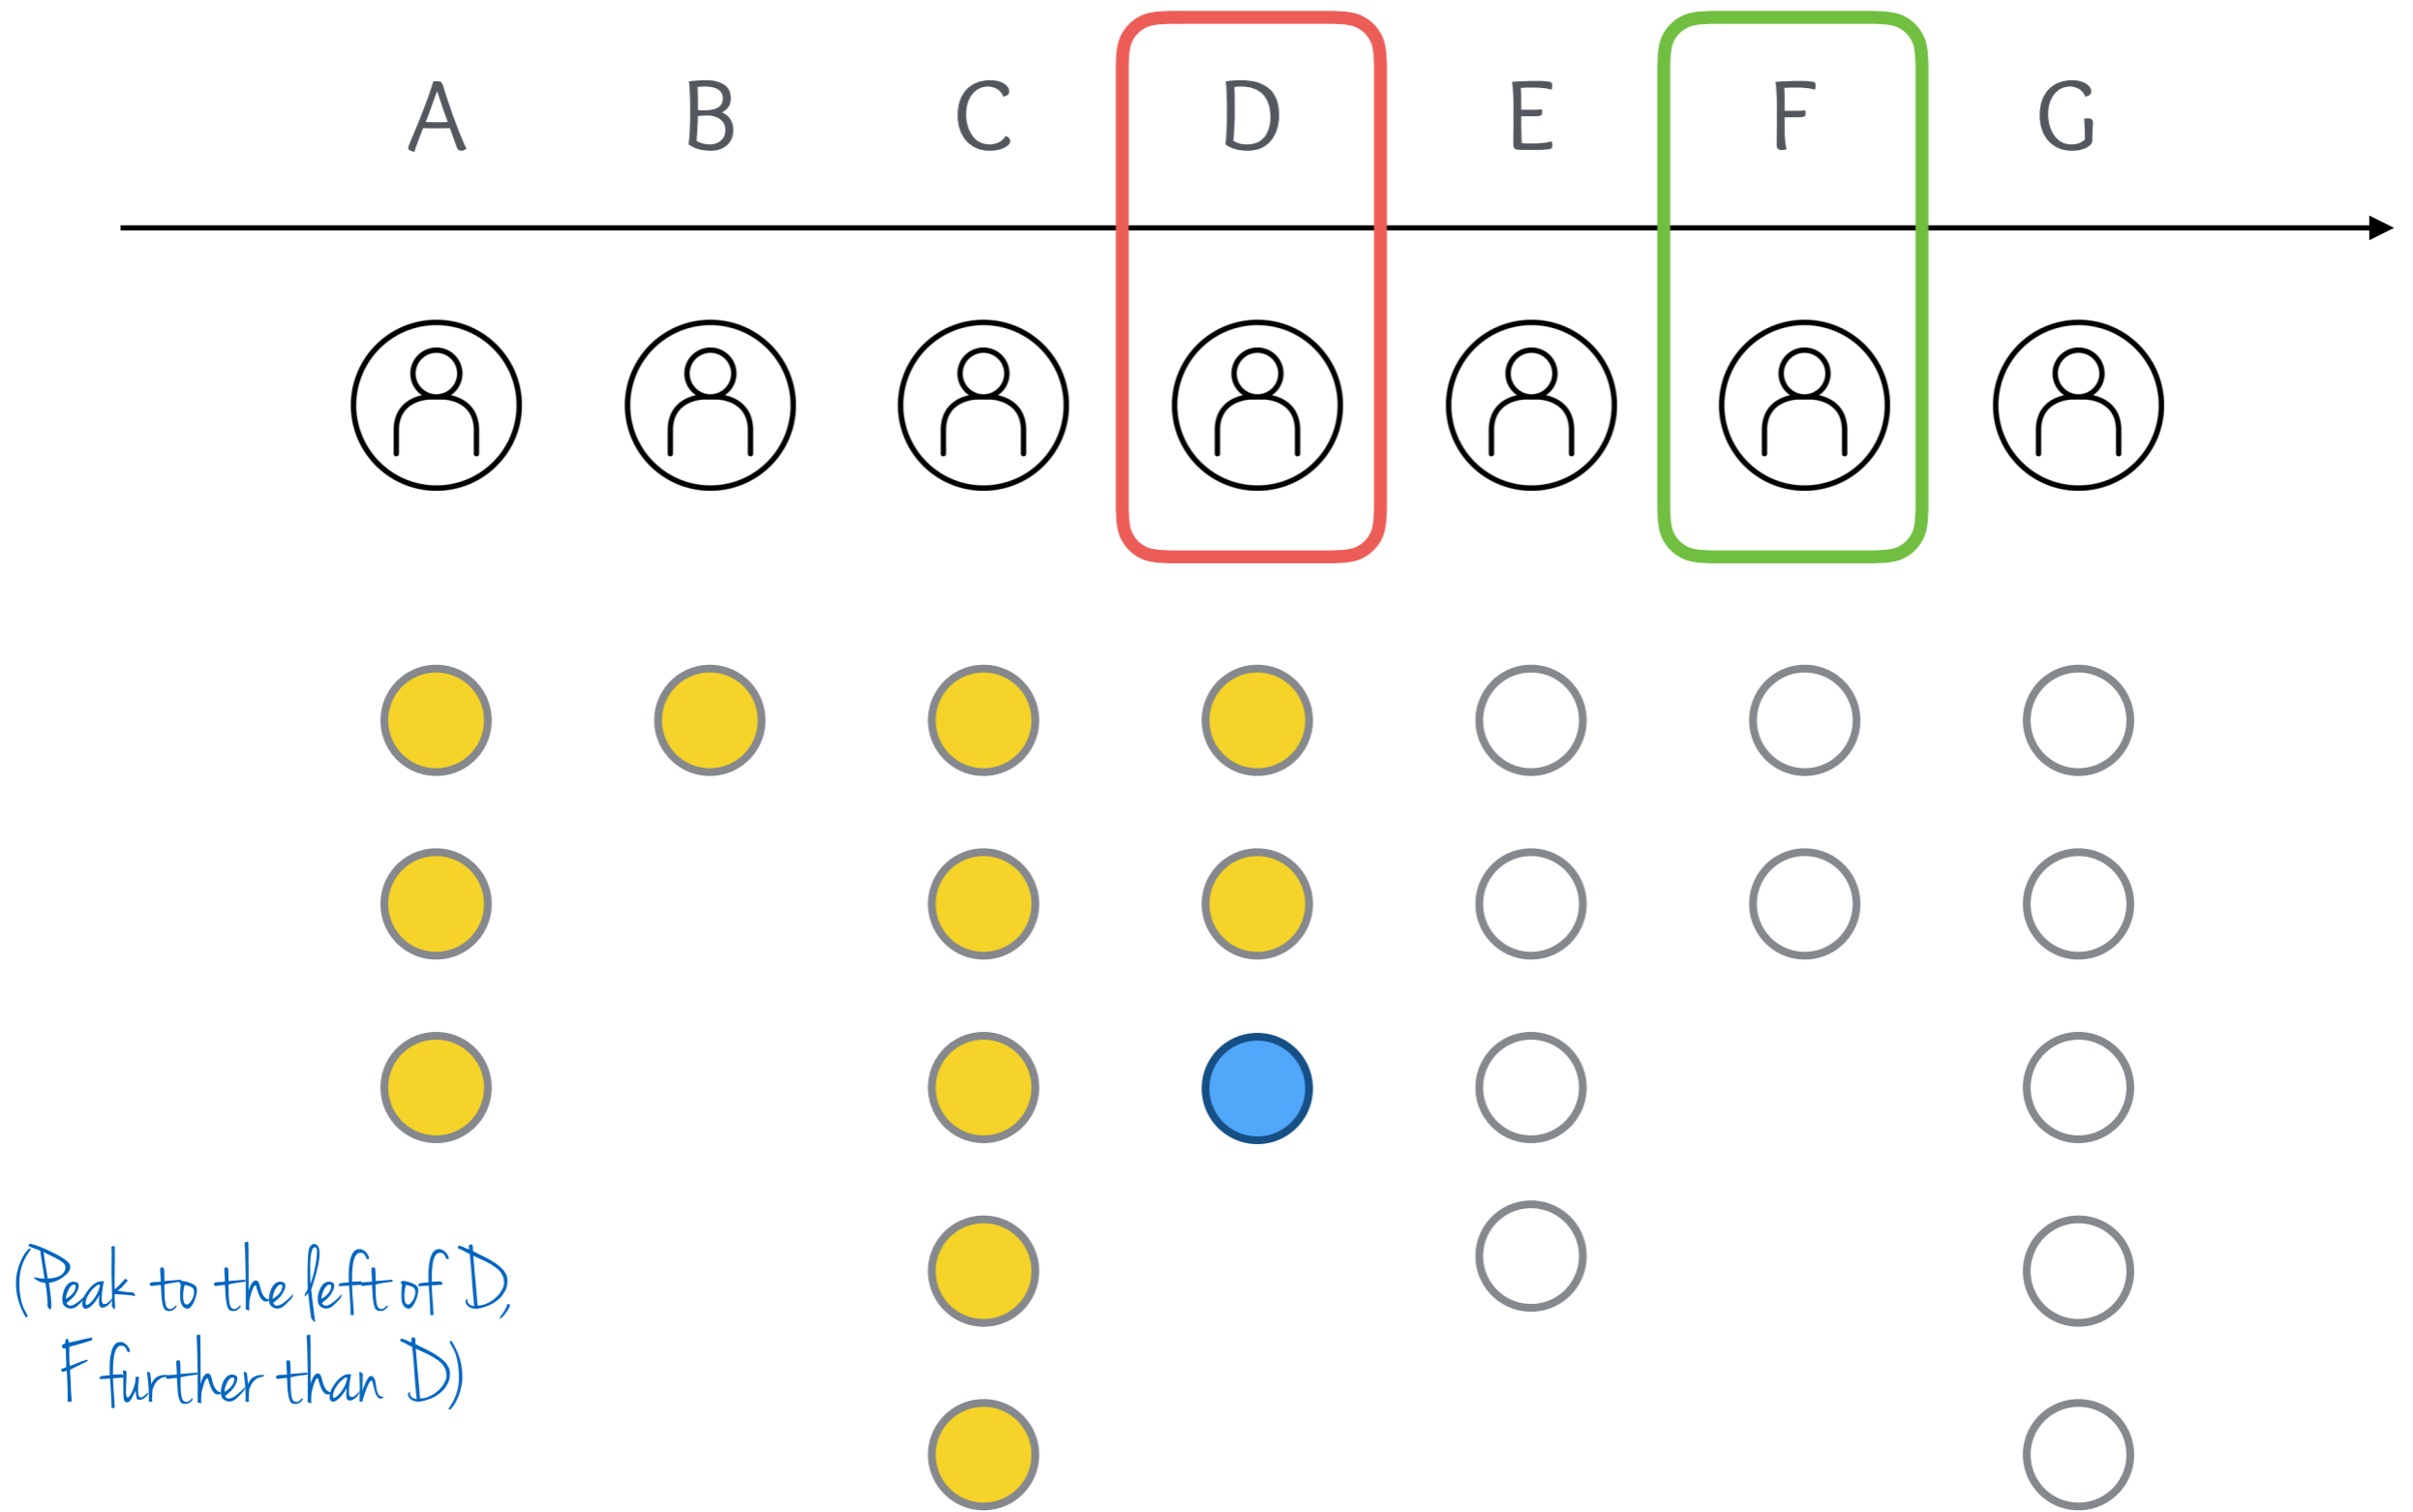 A B C D E F G
(Peak to the left of D,
F further than D)